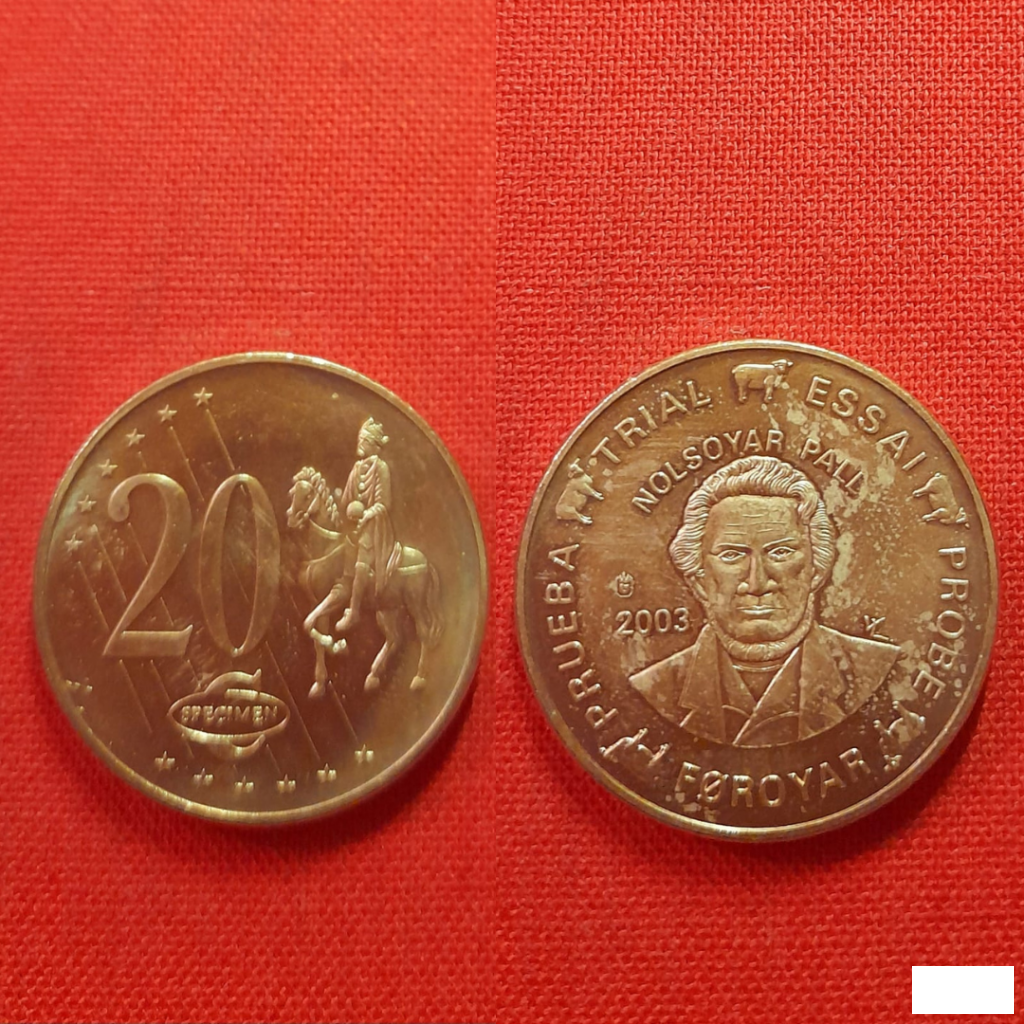 20
SPECIMEN
TRIAL ESSAI PROBE FØROYAR PRUEBA
NOLSOYAR PALL
2003